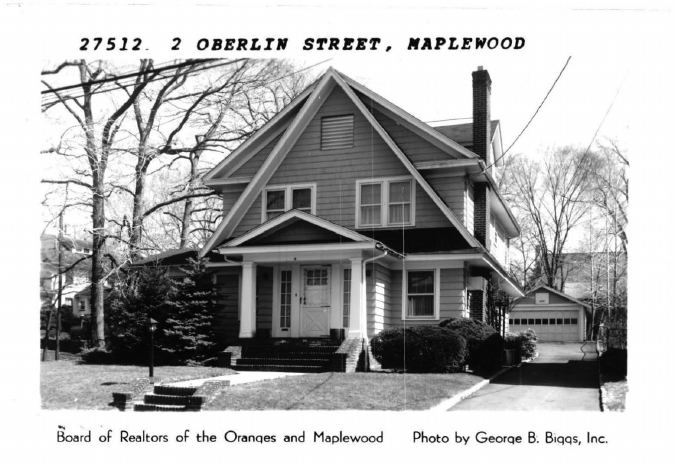 27512. 2 OBERLIN STREET, MAPLEWOOD
Board of Realtors of the Oranges and Maplewood Photo by George B. Biggs, Inc.